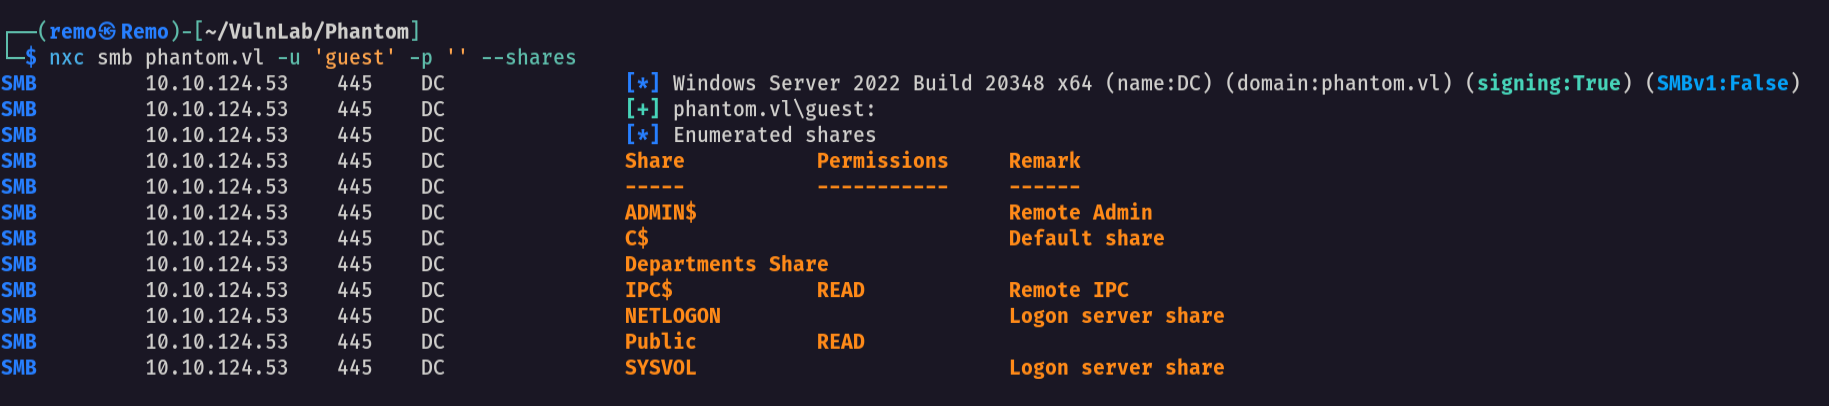 ┌──(remo㉿Remo)-[~/VulnLab/Phantom]
└─$ nxc smb phantom.vl -u 'guest' -p '' --shares
SMB         10.10.124.53    445    DC               [*] Windows Server 2022 Build 20348 x64 (name:DC) (domain:phantom.vl) (signing:True) (SMBv1:False)
SMB         10.10.124.53    445    DC               [+] phantom.vl\guest:
SMB         10.10.124.53    445    DC               [*] Enumerated shares
SMB         10.10.124.53    445    DC               Share           Permissions     Remark
SMB         10.10.124.53    445    DC               -----           -----------     ------
SMB         10.10.124.53    445    DC               ADMIN$                          Remote Admin
SMB         10.10.124.53    445    DC               C$                              Default share
SMB         10.10.124.53    445    DC               Departments Share
SMB         10.10.124.53    445    DC               IPC$            READ            Remote IPC
SMB         10.10.124.53    445    DC               NETLOGON                        Logon server share
SMB         10.10.124.53    445    DC               Public          READ
SMB         10.10.124.53    445    DC               SYSVOL                          Logon server share